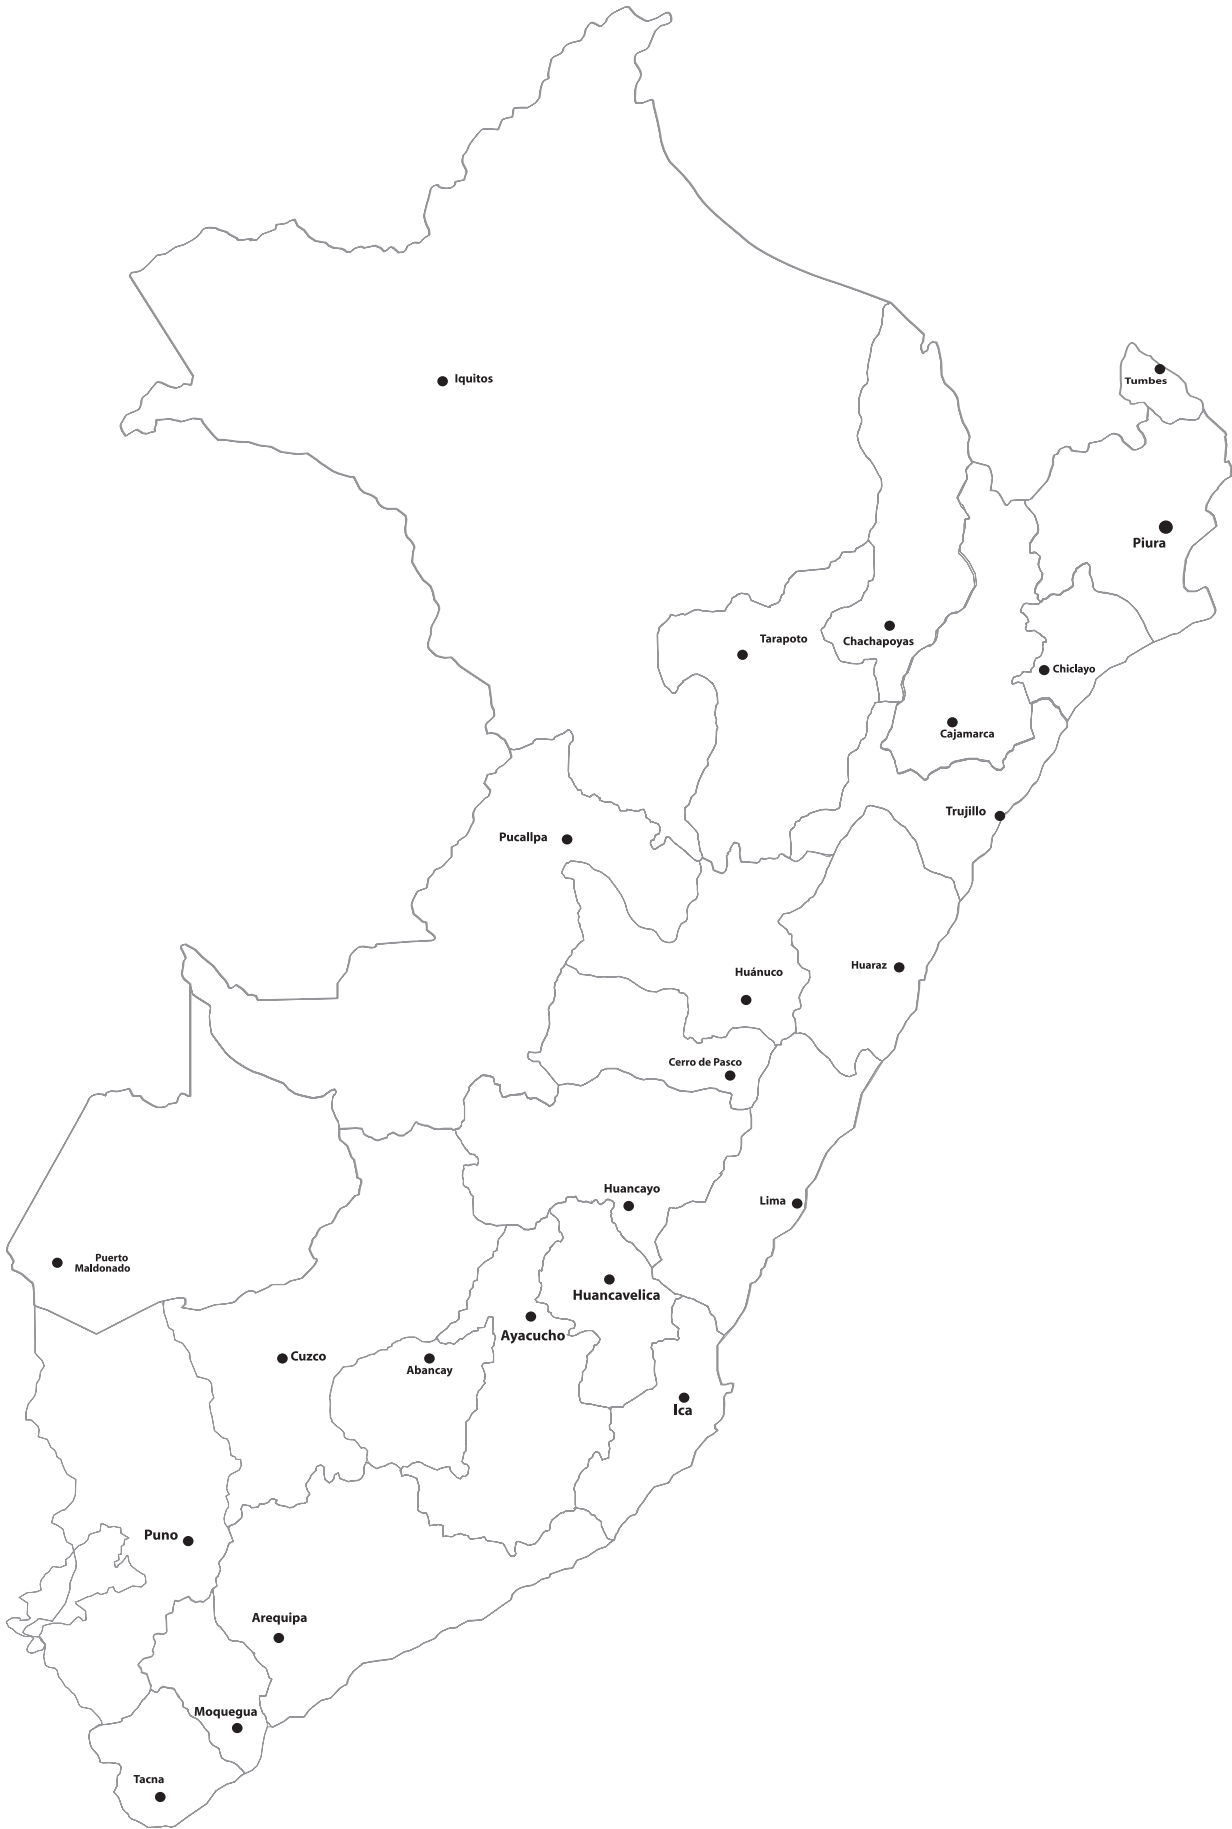 Iquitos
Tumbes
Piura
Tarapoto
Chachapoyas
Chiclayo
Cajamarca
Trujillo
Pucallpa
Huaraz
Huánuco
Cerro de Pasco
Huancayo
Lima
Puerto
Maldonado
Huancavelica
Ayacucho
Cuzco
Abancay
Ica
Puno
Arequipa
Moquegua
Tacna